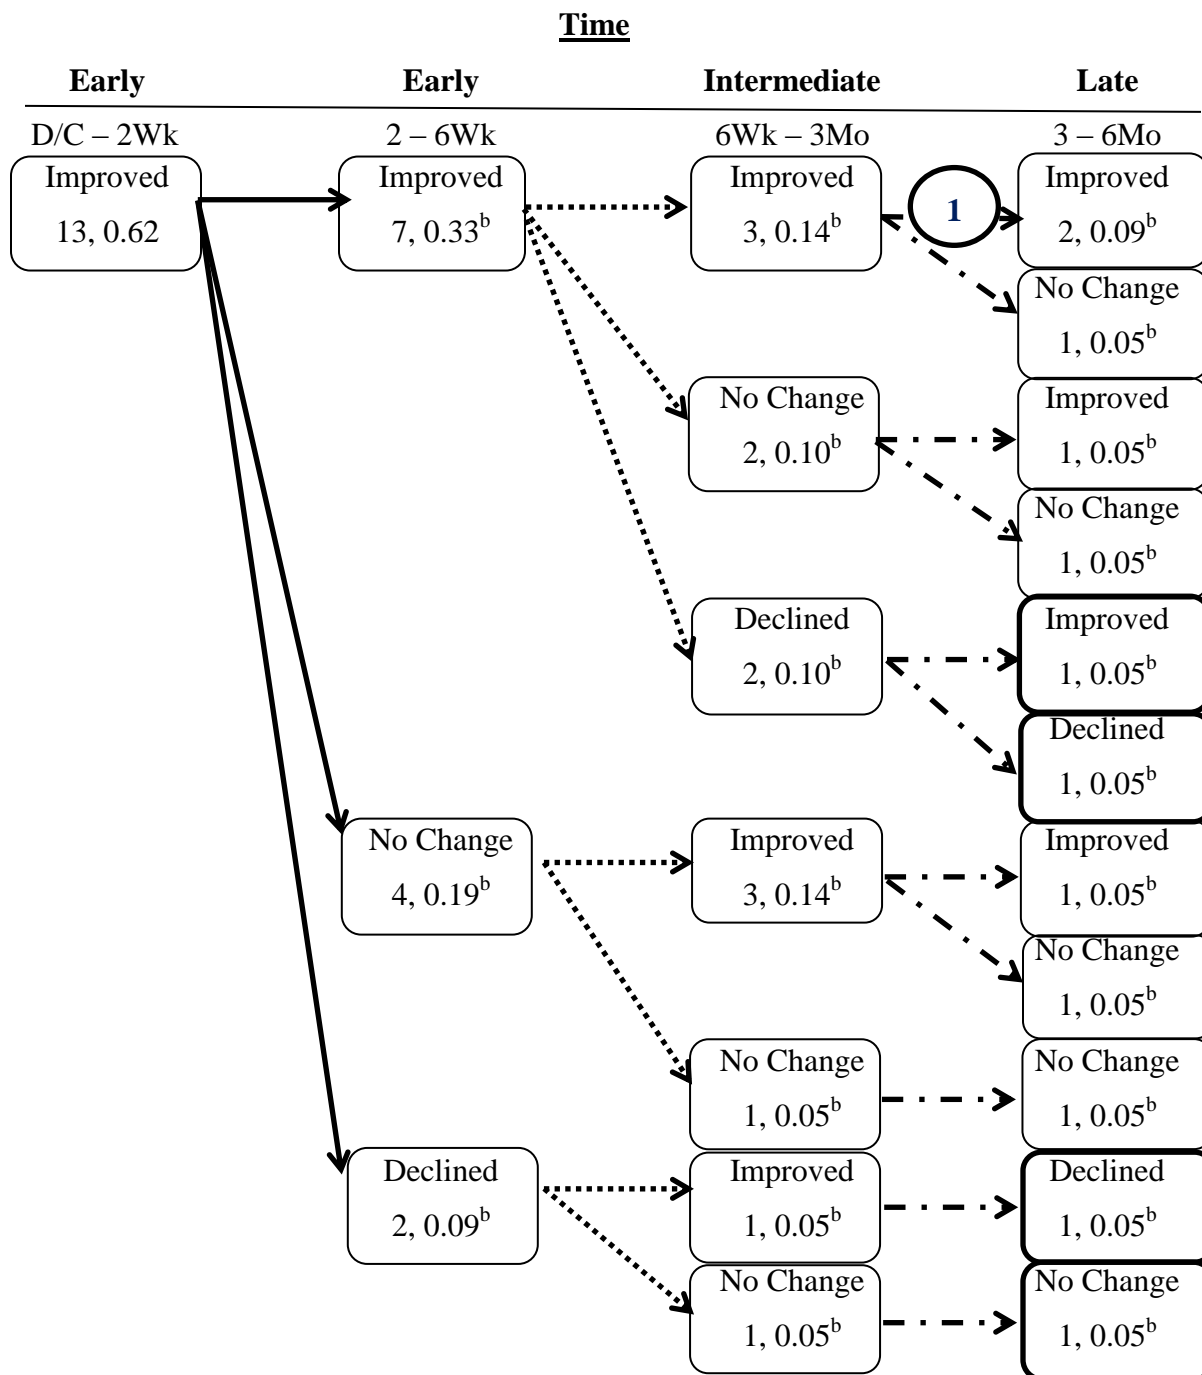 Time
Early Early Intermediate Late
D/C – 2Wk 2 – 6Wk 6Wk – 3Mo 3 – 6Mo
Improved Improved Improved 1 Improved
13, 0.62 7, 0.33ᵇ 3, 0.14ᵇ 2, 0.09ᵇ
No Change
1, 0.05ᵇ
No Change Improved
2, 0.10ᵇ 1, 0.05ᵇ
No Change
1, 0.05ᵇ
Declined Improved
2, 0.10ᵇ 1, 0.05ᵇ
Declined
1, 0.05ᵇ
No Change Improved Improved
4, 0.19ᵇ 3, 0.14ᵇ 1, 0.05ᵇ
No Change
1, 0.05ᵇ
No Change No Change
1, 0.05ᵇ 1, 0.05ᵇ
Declined Improved Declined
2, 0.09ᵇ 1, 0.05ᵇ 1, 0.05ᵇ
No Change No Change
1, 0.05ᵇ 1, 0.05ᵇ